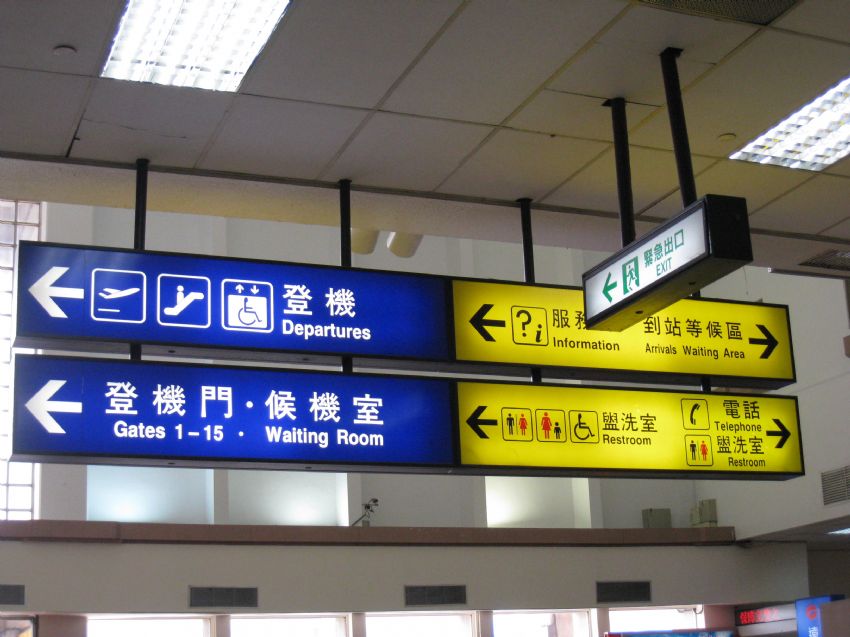 登機
Departures
服務
Information
到站等候區
Arrivals Waiting Area
緊急出口
EXIT
登機門・候機室
Gates 1-15 · Waiting Room
盥洗室
Restroom
電話
Telephone
盥洗室
Restroom